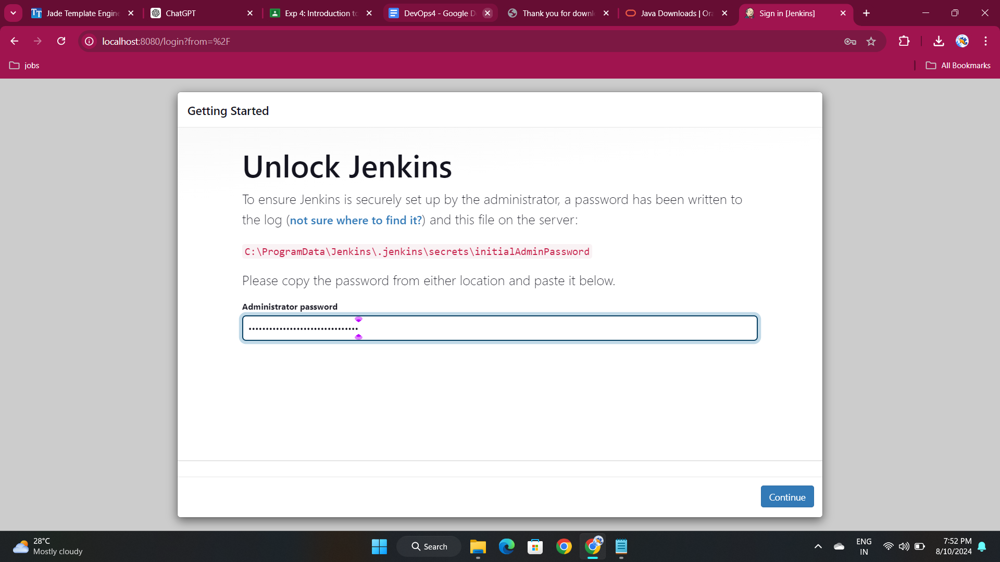 Java Template Engine
ChatGPT
Exp 4: Introduction to
DevOps4 - Google D
Thank you for downl
Java Downloads | Ora
Sign in [Jenkins]
localhost:8080/login?from=%2F
jobs
All Bookmarks
Getting Started
Unlock Jenkins
To ensure Jenkins is securely set up by the administrator, a password has been written to
the log (not sure where to find it?) and this file on the server:
C:\ProgramData\Jenkins\.jenkins\secrets\initialAdminPassword
Please copy the password from either location and paste it below.
Administrator password
Continue
28°C
Mostly cloudy
Search
ENG
IN
7:52 PM
8/10/2024